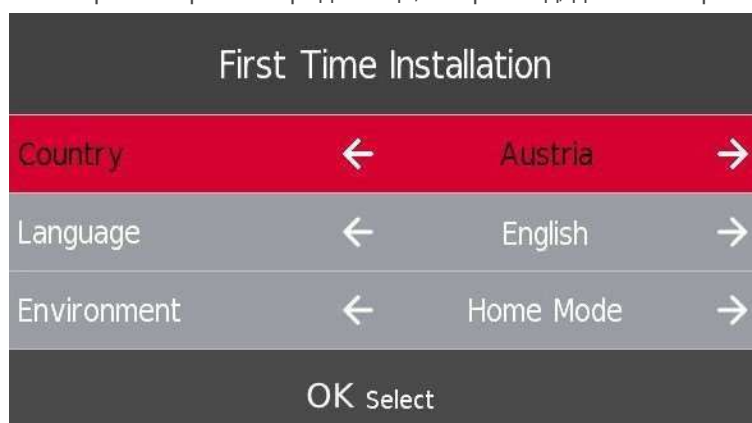 First Time Installation
Country ← Austria →
Language ← English →
Environment ← Home Mode →
OK Select